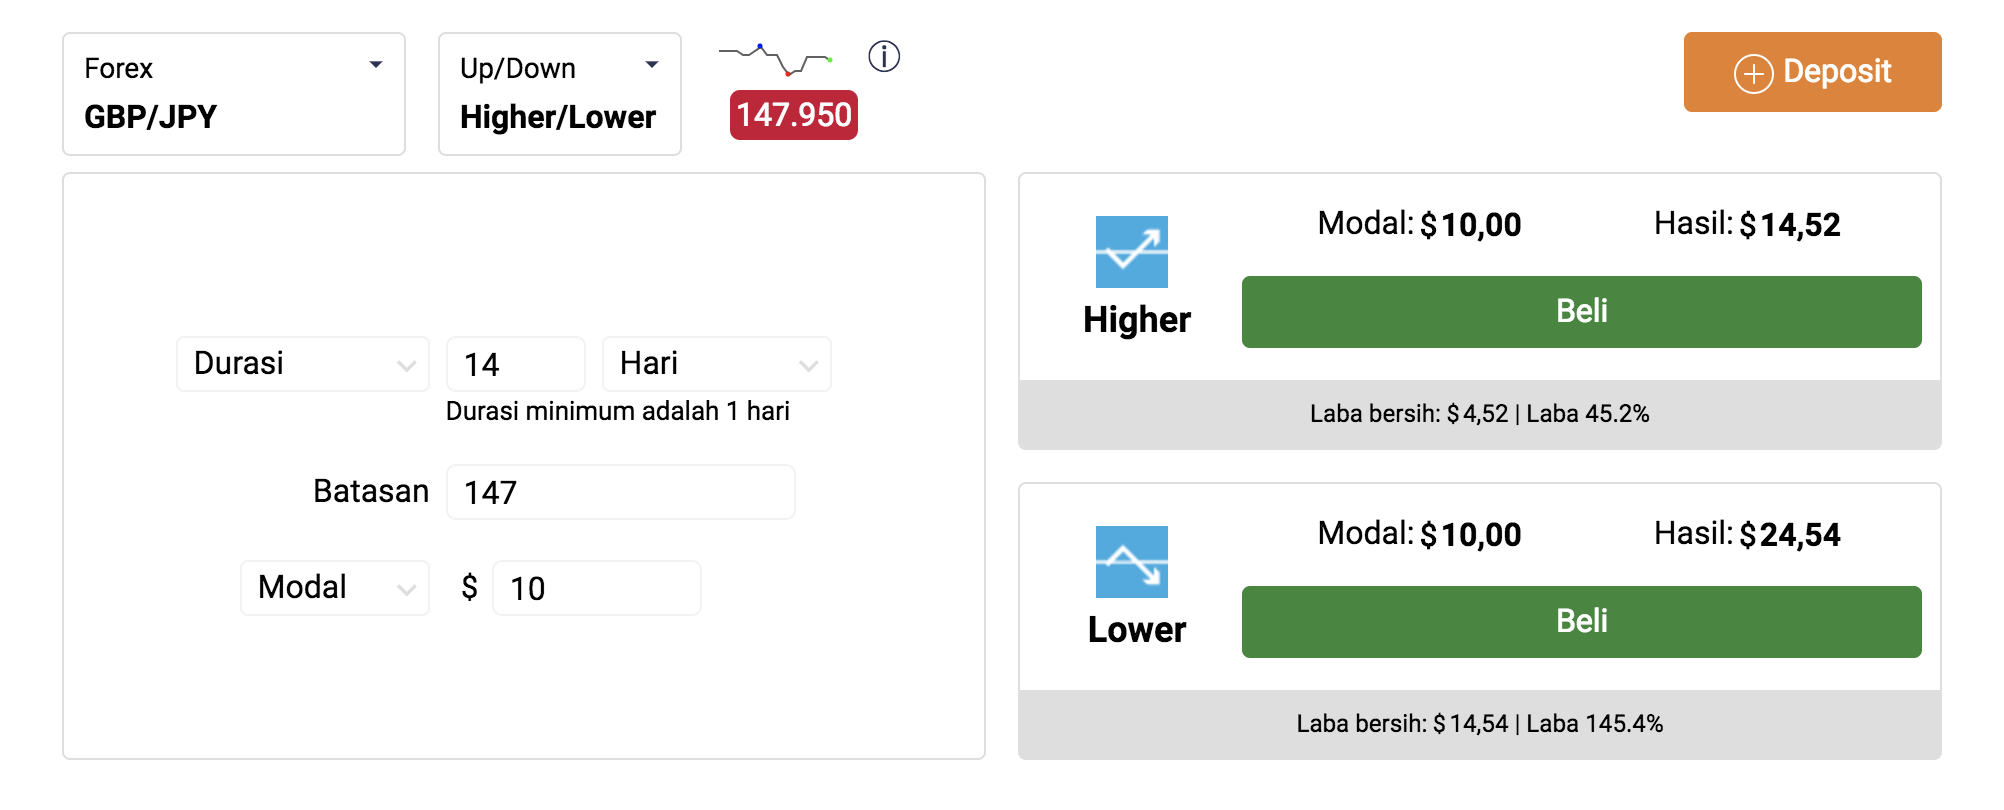 Forex
GBP/JPY
Up/Down
Higher/Lower
147.950
Deposit
Durasi 14 Hari
Durasi minimum adalah 1 hari
Batasan 147
Modal $ 10
Modal: $10,00 Hasil: $14,52
Higher
Beli
Laba bersih: $4,52 | Laba 45.2%
Modal: $10,00 Hasil: $24,54
Lower
Beli
Laba bersih: $14,54 | Laba 145.4%